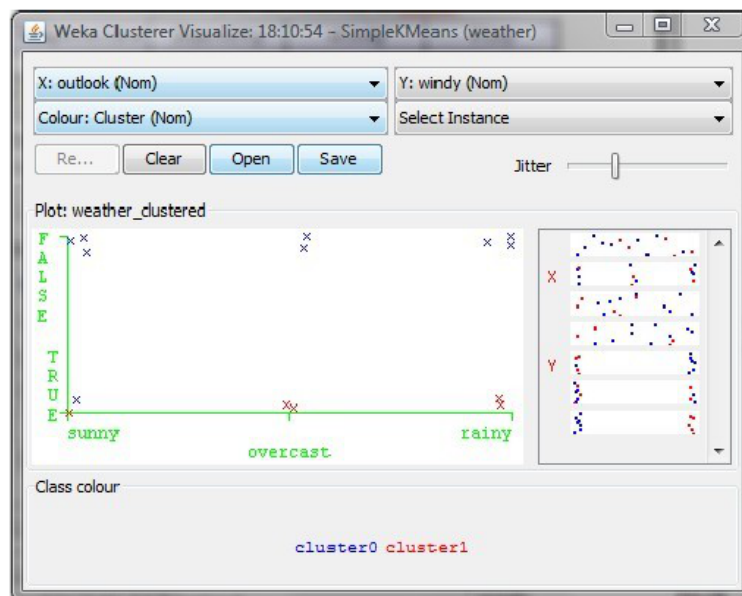 Weka Clusterer Visualize: 18:10:54 - SimpleKMeans (weather)
X: outlook (Nom) Y: windy (Nom)
Colour: Cluster (Nom) Select Instance
Re... Clear Open Save Jitter
Plot: weather_clustered
FALSE
TRUE
X
Y
sunny overcast rainy
Class colour
cluster0 cluster1